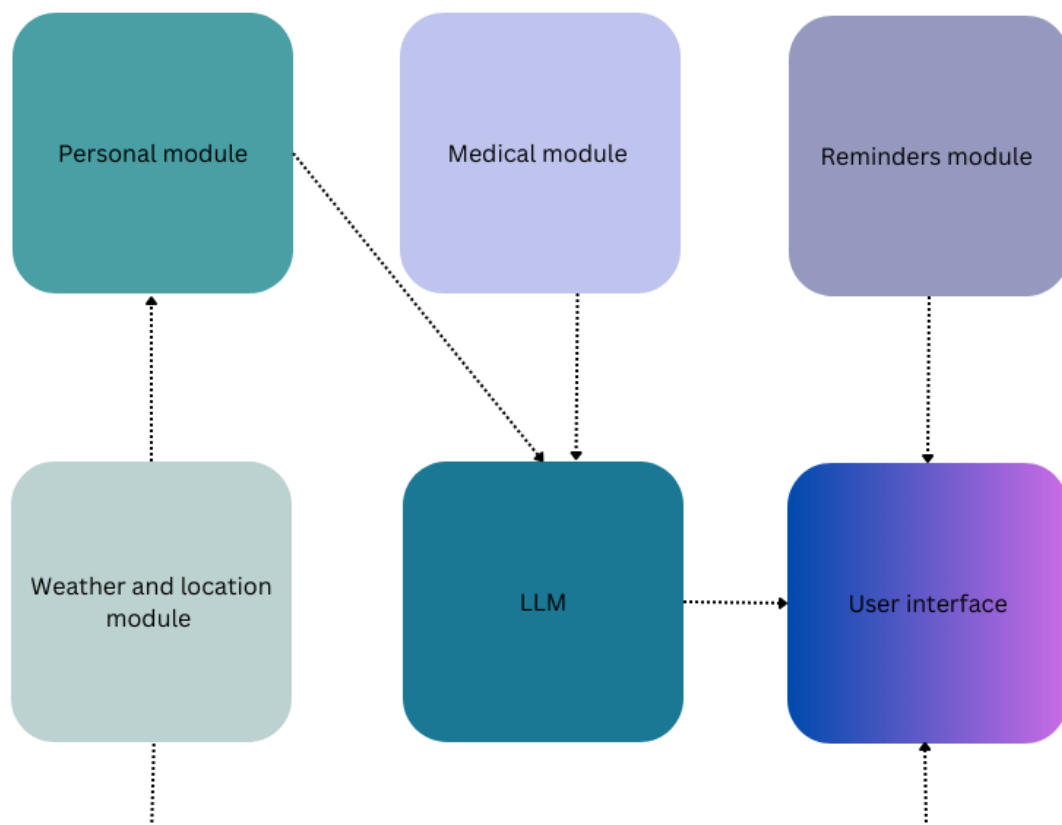 Personal module
Medical module
Reminders module
Weather and location
module
LLM
User interface